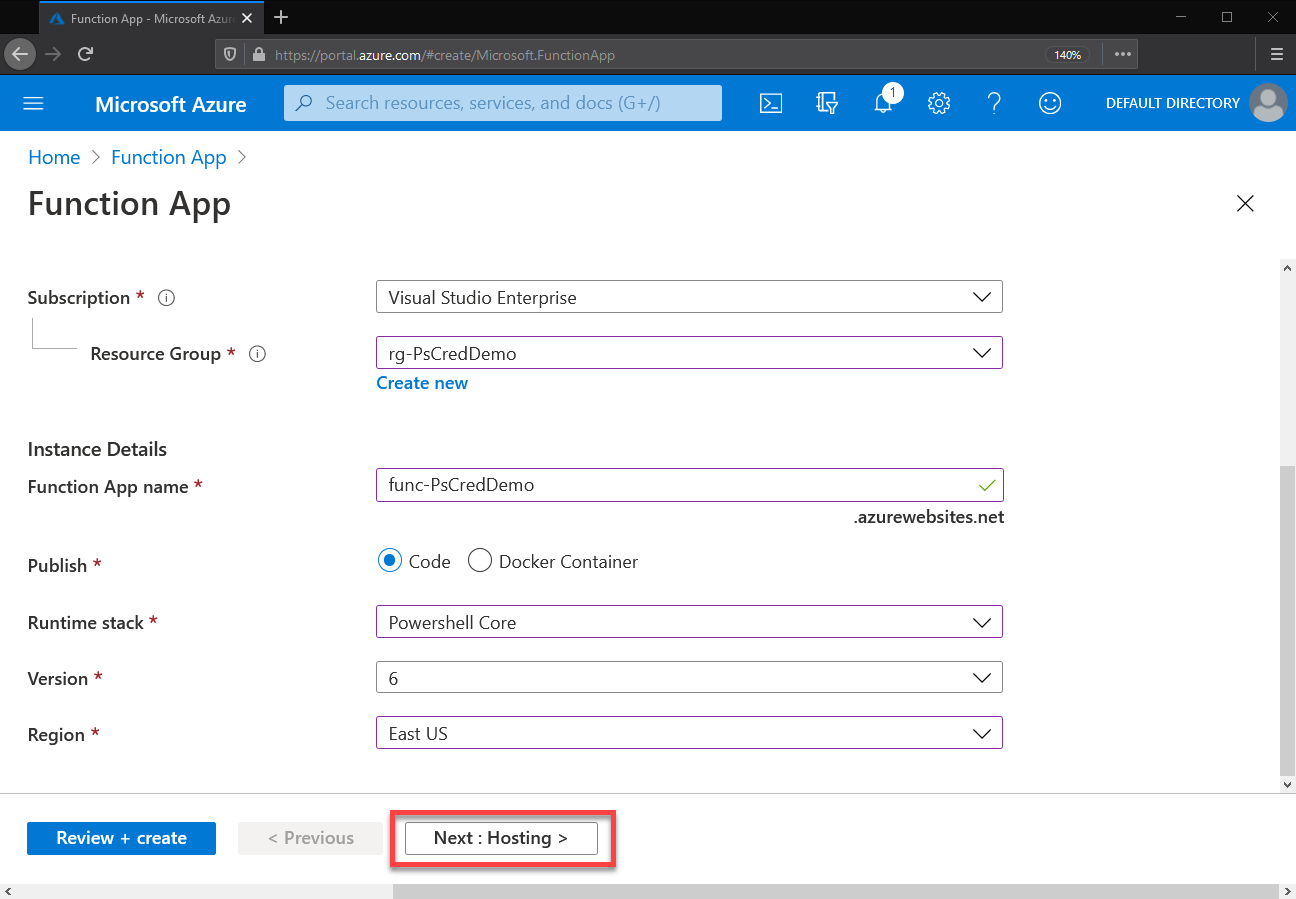 Function App - Microsoft Azure
https://portal.azure.com/#create/Microsoft.FunctionApp
140%
Microsoft Azure
Search resources, services, and docs (G+/)
1
DEFAULT DIRECTORY
Home > Function App >
Function App
Subscription *
Visual Studio Enterprise
Resource Group *
rg-PsCredDemo
Create new
Instance Details
Function App name *
func-PsCredDemo
.azurewebsites.net
Publish *
Code
Docker Container
Runtime stack *
Powershell Core
Version *
6
Region *
East US
Review + create
< Previous
Next : Hosting >